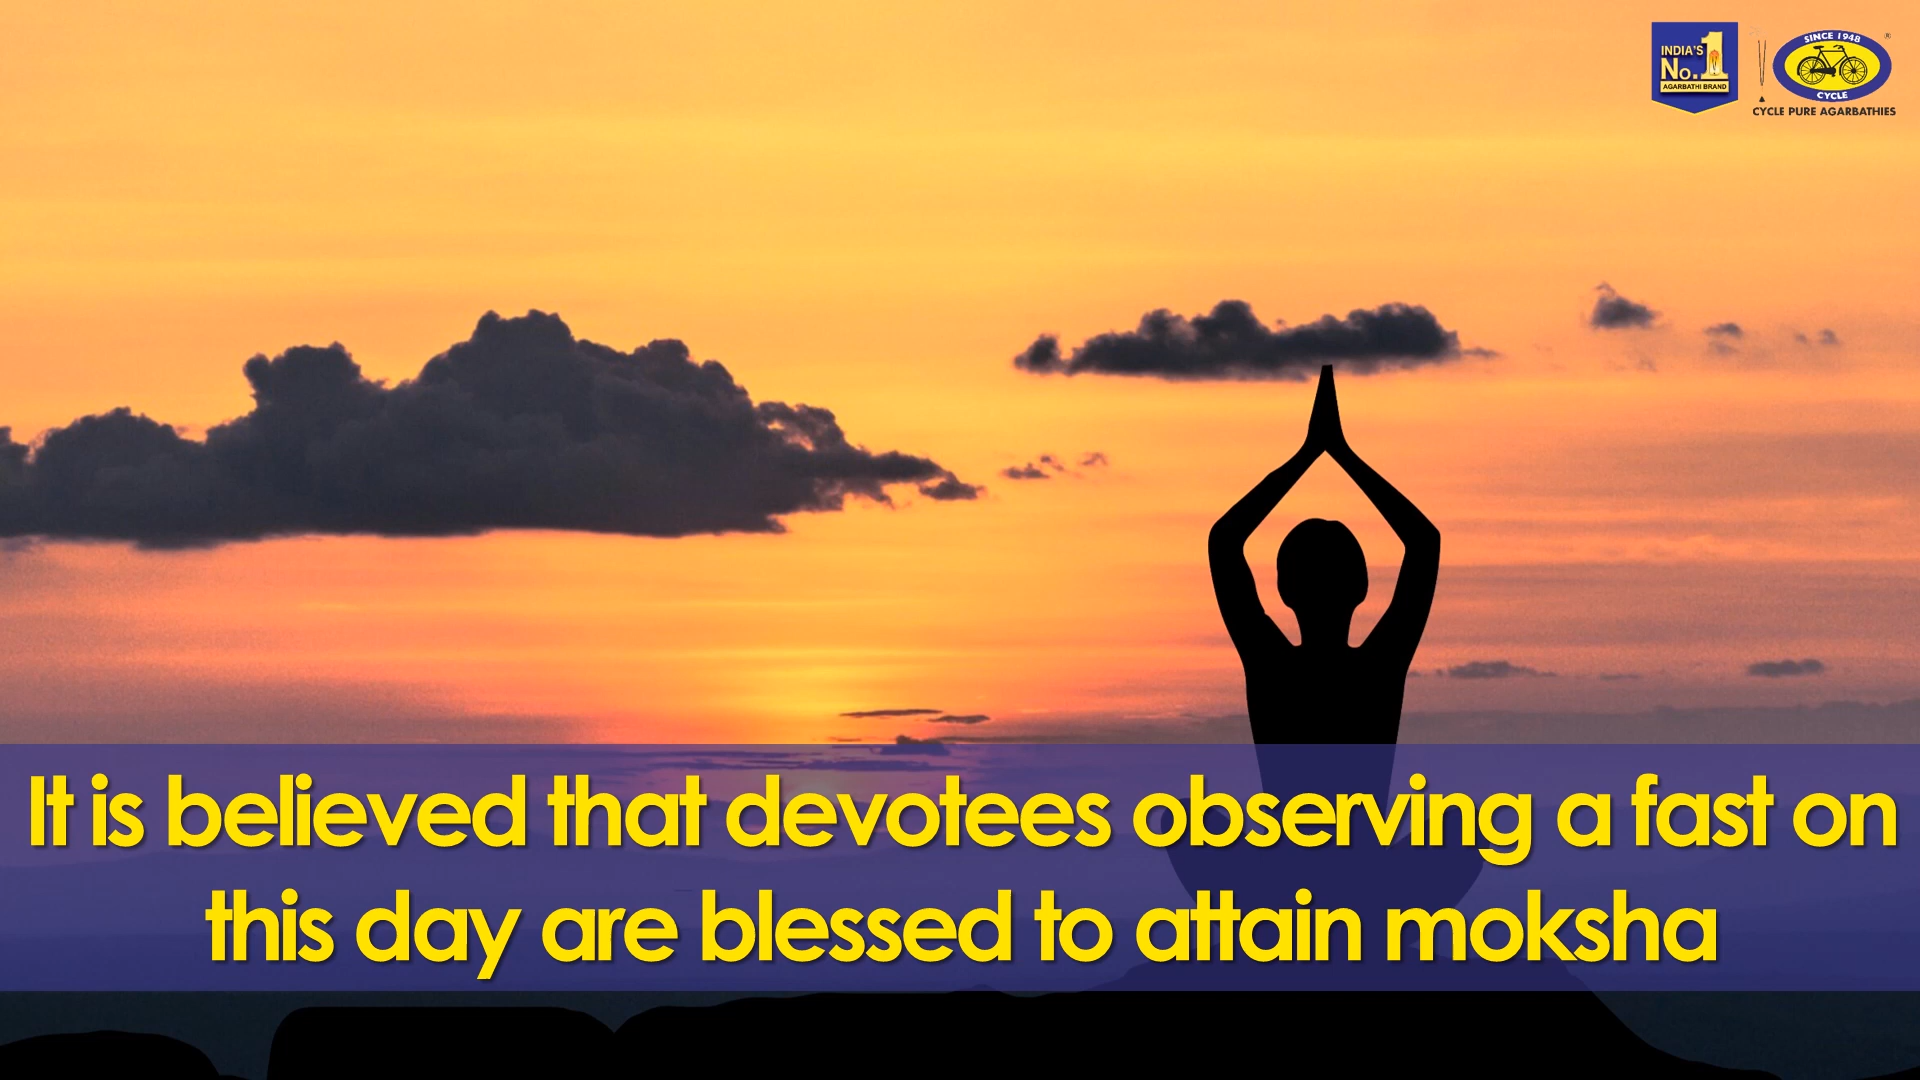 INDIA'S
No.1
AGARBATHI BRAND
SINCE 1948
CYCLE
CYCLE PURE AGARBATHIES
It is believed that devotees observing a fast on
this day are blessed to attain moksha